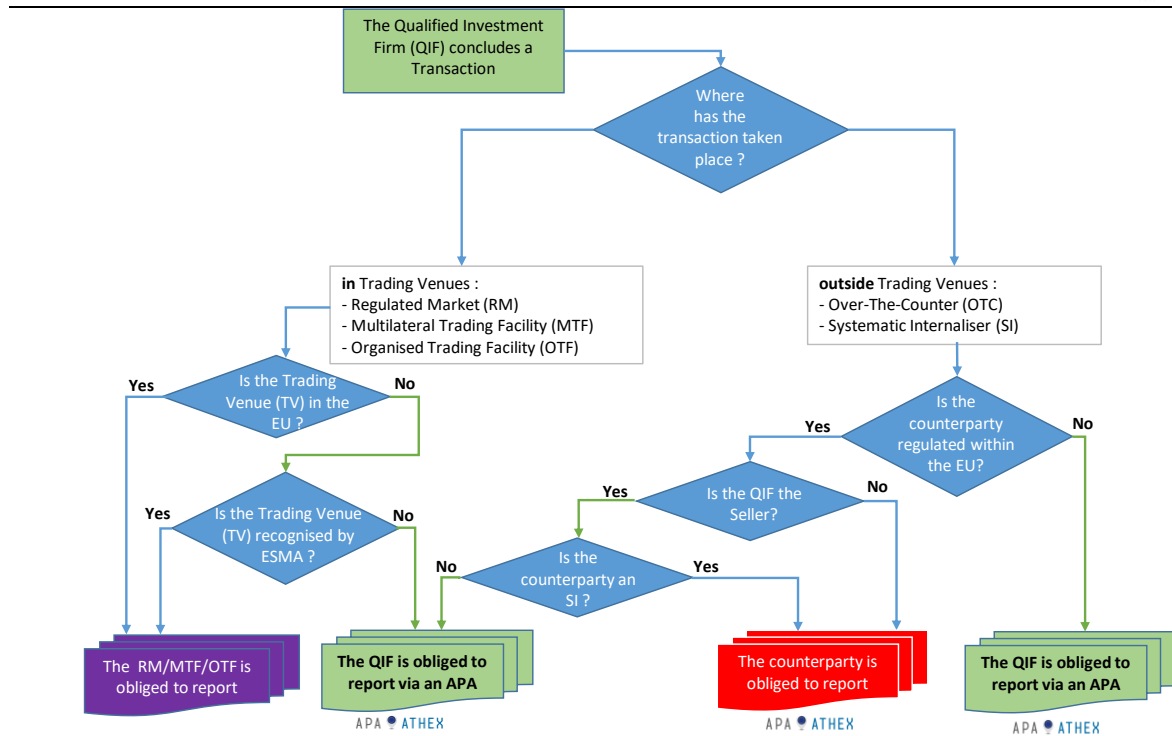 The Qualified Investment
Firm (QIF) concludes a
Transaction
Where
has the
transaction taken
place ?
in Trading Venues :
- Regulated Market (RM)
- Multilateral Trading Facility (MTF)
- Organised Trading Facility (OTF)
outside Trading Venues :
- Over-The-Counter (OTC)
- Systematic Internaliser (SI)
Yes
Is the Trading
Venue (TV) in the
EU ?
No
Yes
Is the
counterparty
regulated within
the EU?
No
Yes
Is the QIF the
Seller?
No
Yes
Is the Trading Venue
(TV) recognised by
ESMA ?
No
No
Is the
counterparty an
SI ?
Yes
The RM/MTF/OTF is
obliged to report
The QIF is obliged to
report via an APA
APA ATHEX
The counterparty is
obliged to report
The QIF is obliged to
report via an APA
APA ATHEX